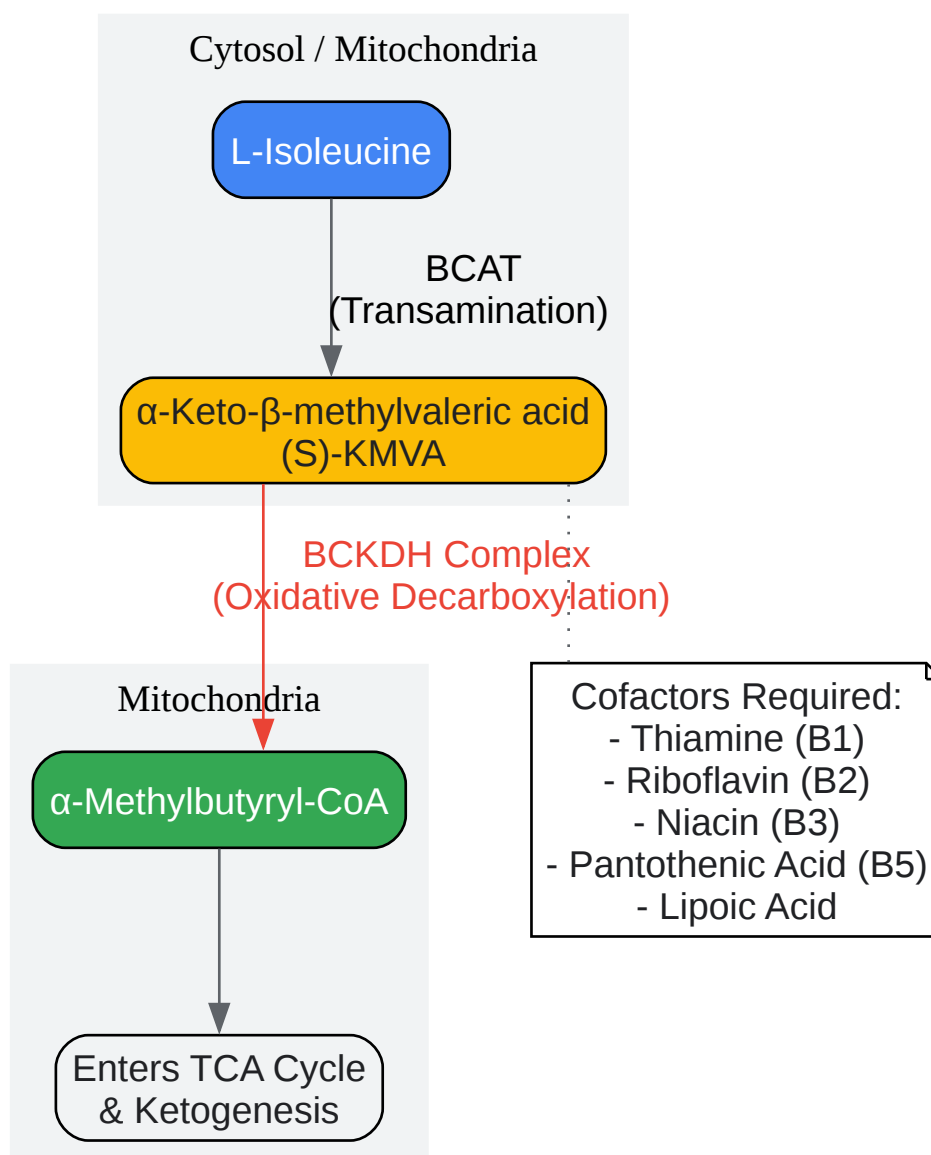 Cytosol / Mitochondria
L-Isoleucine
BCAT
(Transamination)
α-Keto-β-methylvaleric acid
(S)-KMVA
BCKDH Complex
(Oxidative Decarboxylation)
Mitochondria
α-Methylbutyryl-CoA
Enters TCA Cycle
& Ketogenesis
Cofactors Required:
- Thiamine (B1)
- Riboflavin (B2)
- Niacin (B3)
- Pantothenic Acid (B5)
- Lipoic Acid